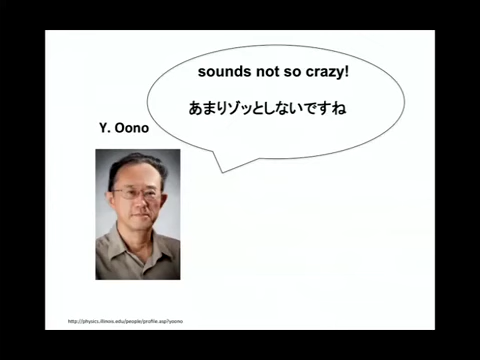 sounds not so crazy!
あまりゾッとしないですね
Y. Oono
http://physics.illinois.edu/people/profile.asp?yoono